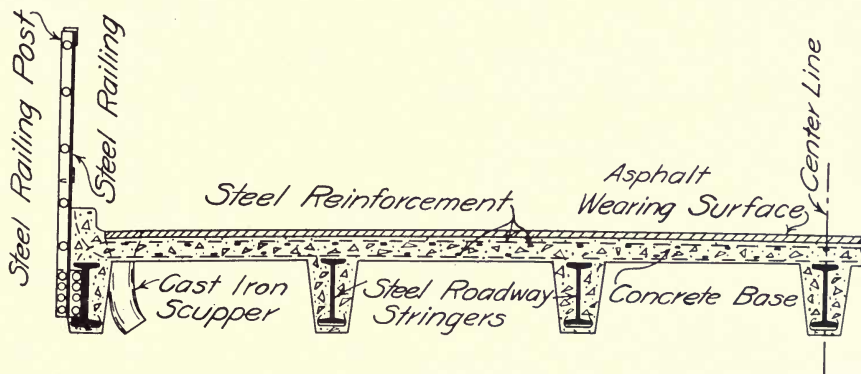 Steel Railing Post
Steel Railing
Steel Reinforcement
Asphalt
Wearing Surface
Center Line
Cast Iron
Scupper
Steel Roadway
Stringers
Concrete Base